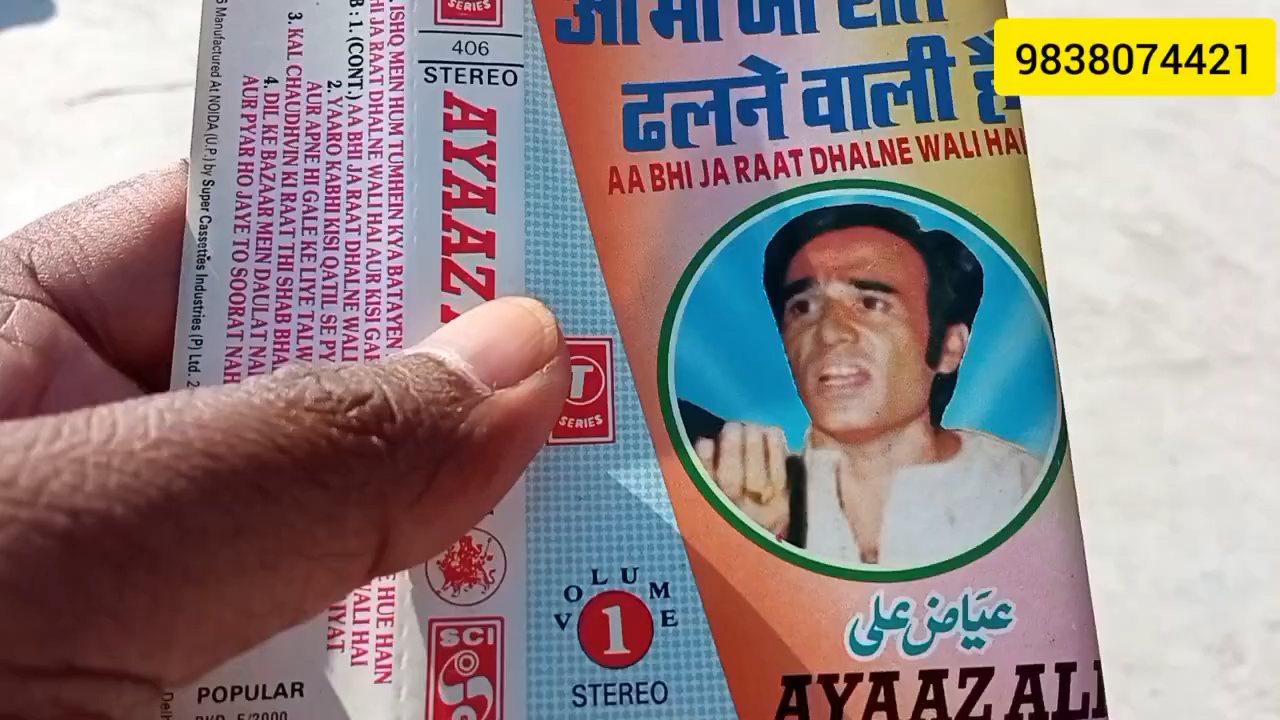 9838074421
आ भी जा रात
ढलने वाली है
AA BHI JA RAAT DHALNE WALI HAI
عیاض علی
AYAAZ ALI
SERIES
406
STEREO
AYAAZ
T
SERIES
VOLUME
1
STEREO
SCI
ISHQ MEIN HUM TUMHEIN KYA BATAYEN
HUE HAIN
JA RAAT DHALNE WALI HAI AUR KISI
WALI HAI
B: 1. (CONT.) AA BHI JA RAAT DHALNE WALI
2. YAARO KABHI KISI QATIL SE
AUR APNE HI GALE KE LIYE
3. KAL CHAUDHVIN KI RAAT THI SHAB
4. DIL KE BAZAAR MEIN DAULAT
AUR PYAR HO JAYE TO SOORAT
Manufactured At NOIDA (U.P.) by Super Cassettes Industries (P) Ltd.
POPULAR